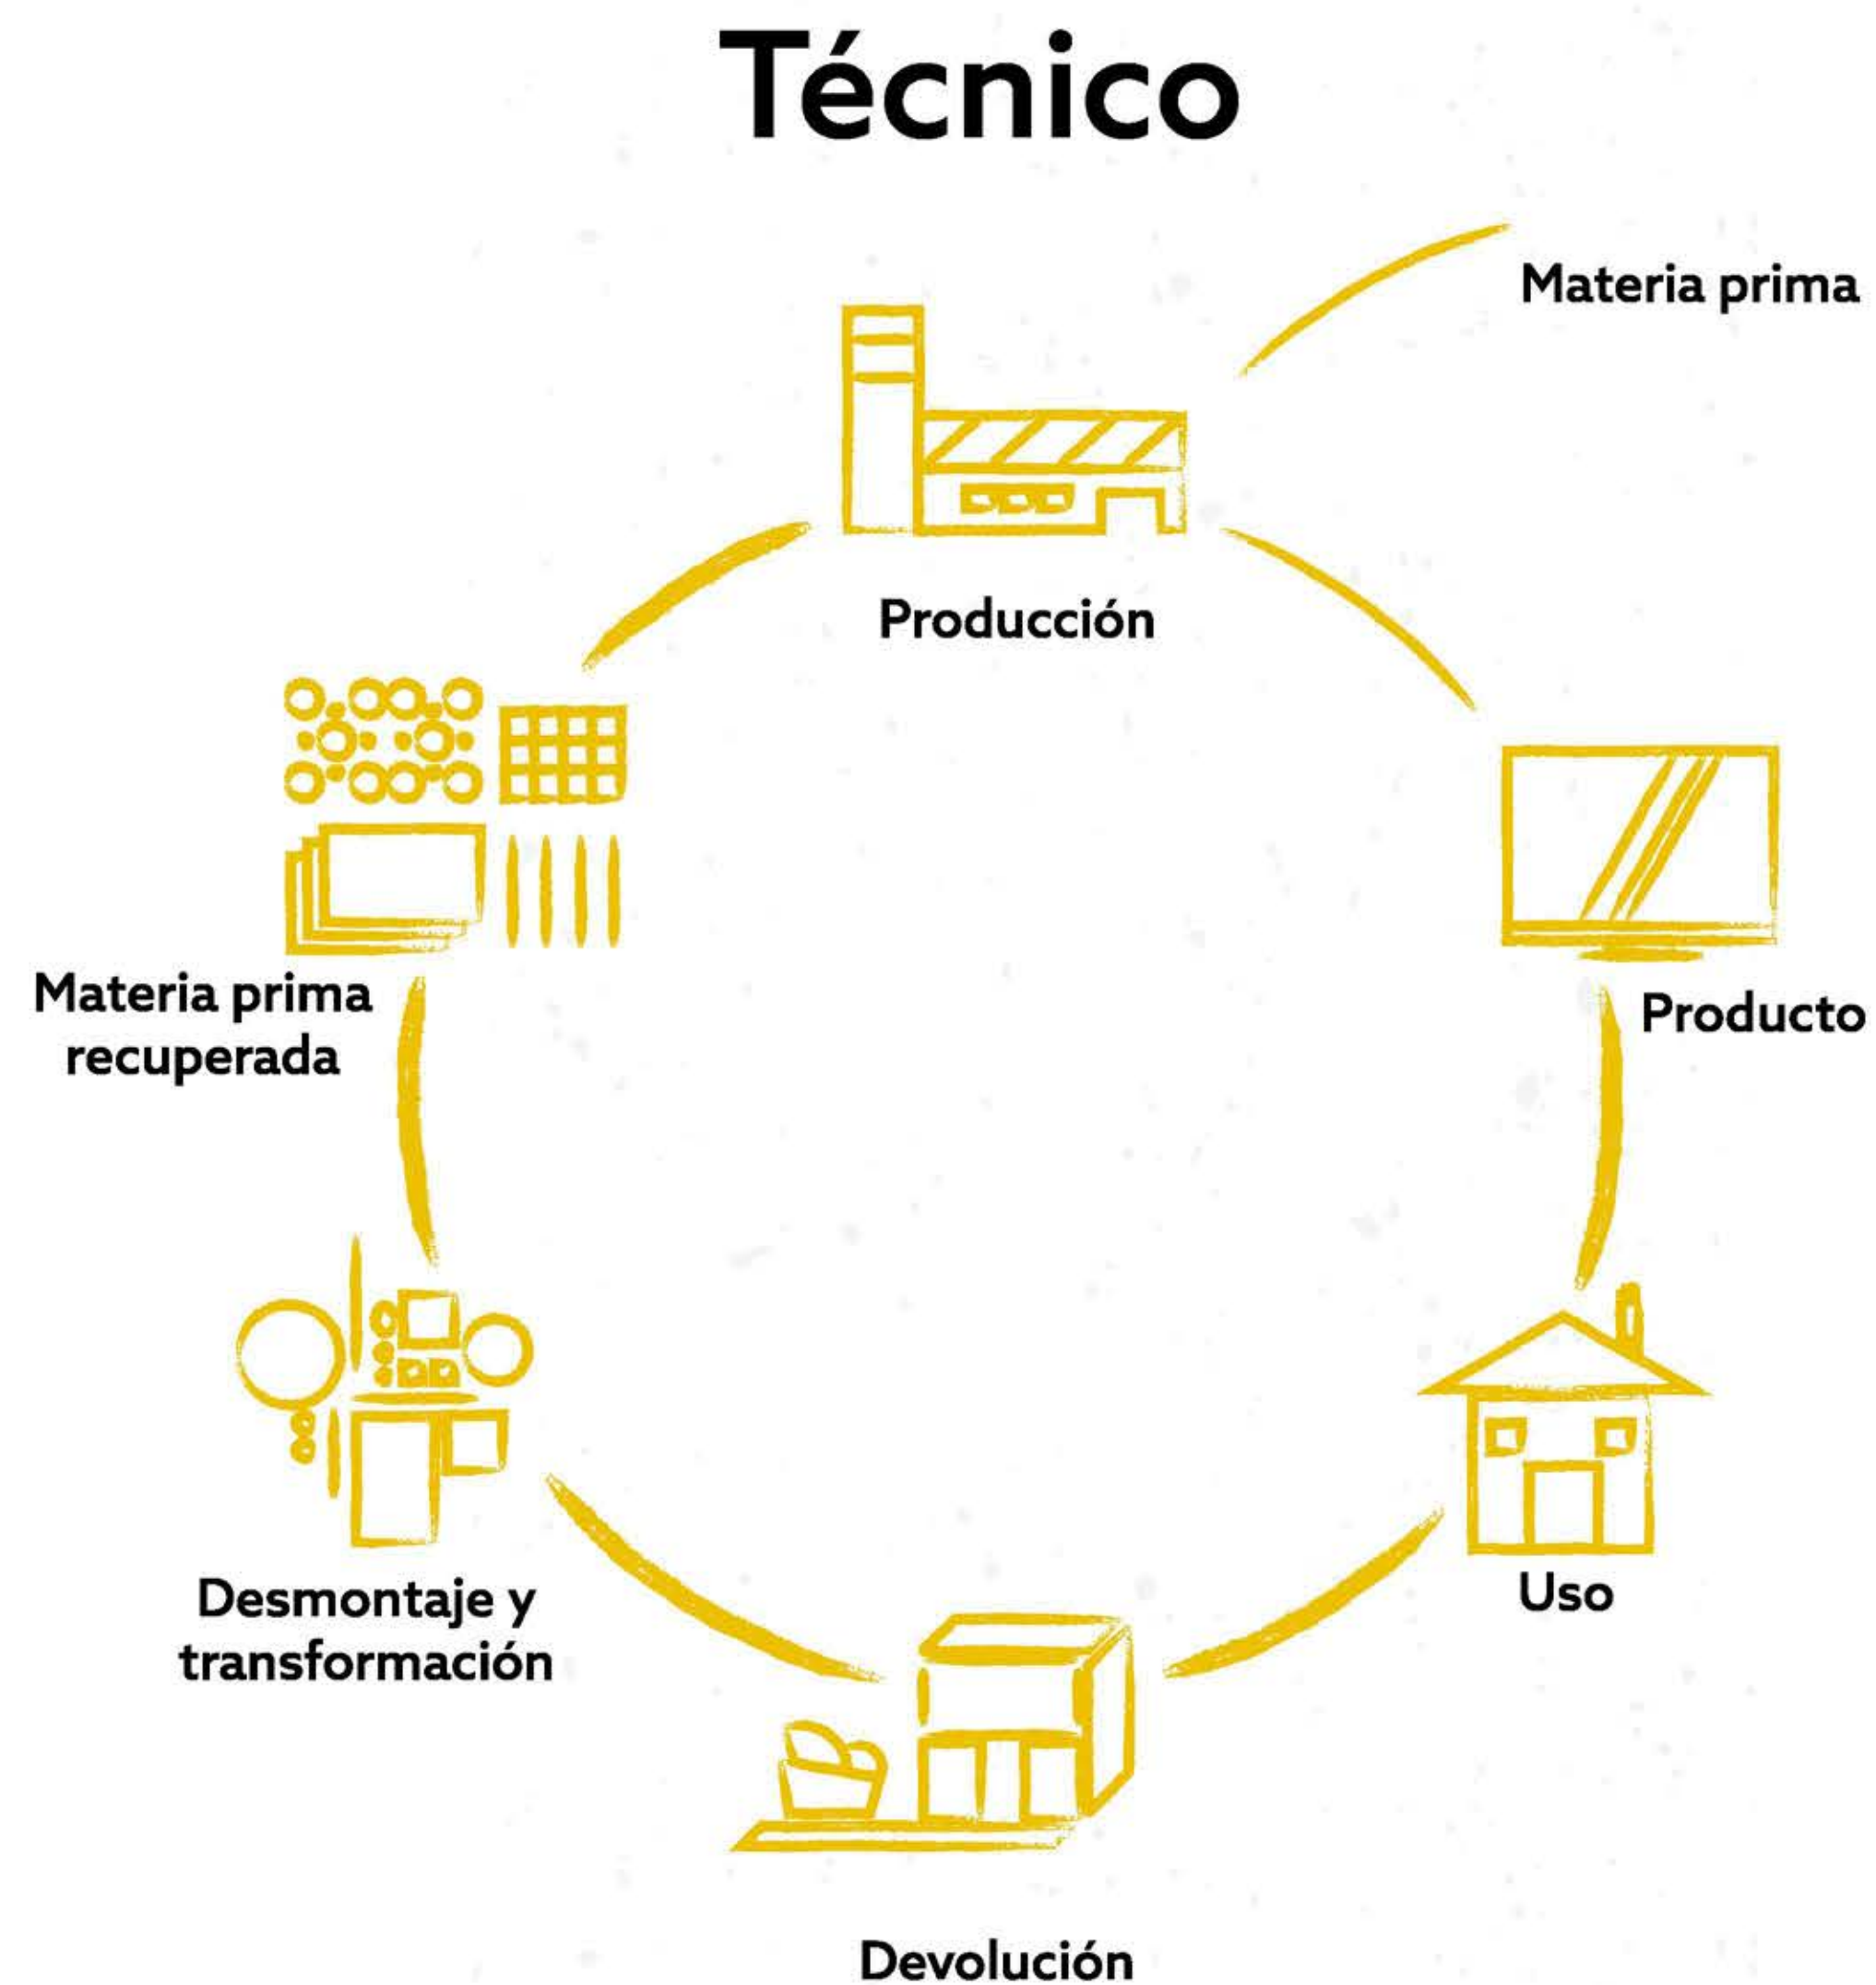 Técnico
Materia prima
Producción
Materia prima
recuperada
Producto
Desmontaje y
transformación
Uso
Devolución